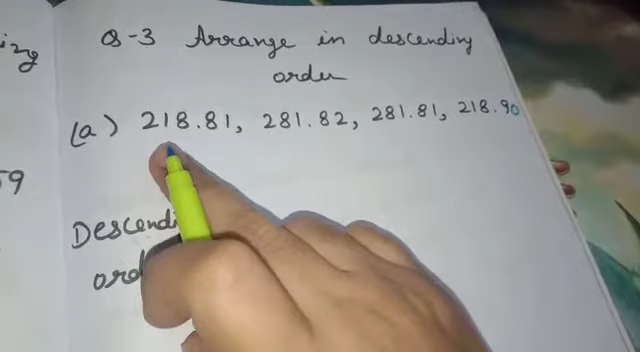 Q-3 Arrange in descending
order
(a) 218.81, 281.82, 281.81, 218.90